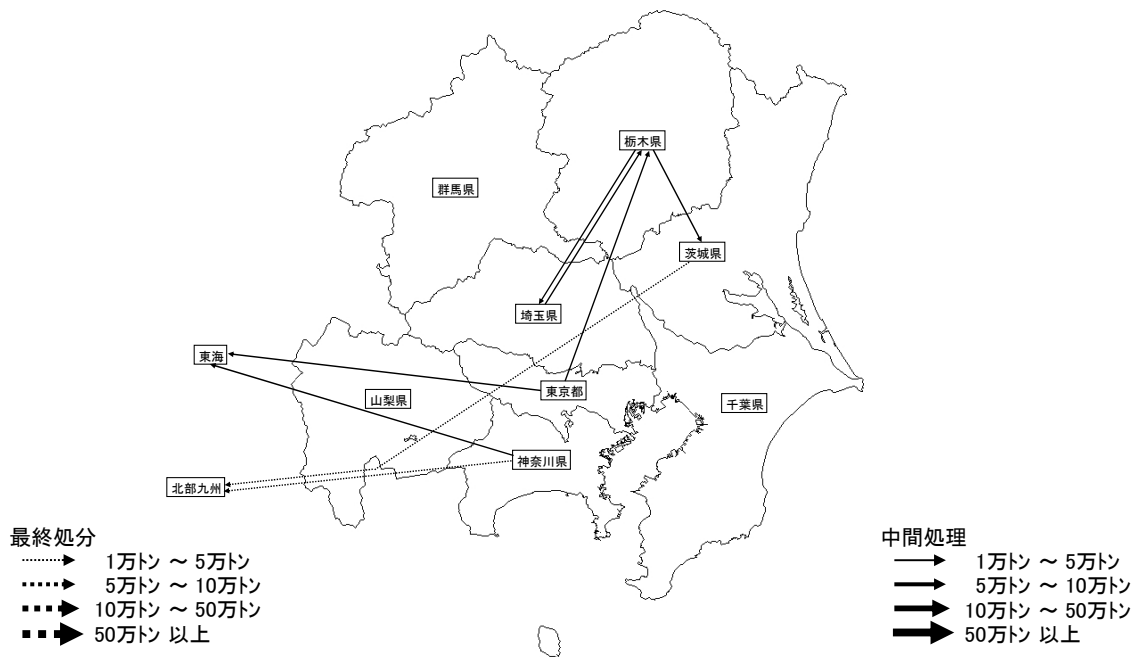 栃木県
群馬県
茨城県
埼玉県
東海
東京都
山梨県
千葉県
神奈川県
北部九州
最終処分
1万トン ～ 5万トン
5万トン ～ 10万トン
10万トン ～ 50万トン
50万トン 以上
中間処理
1万トン ～ 5万トン
5万トン ～ 10万トン
10万トン ～ 50万トン
50万トン 以上